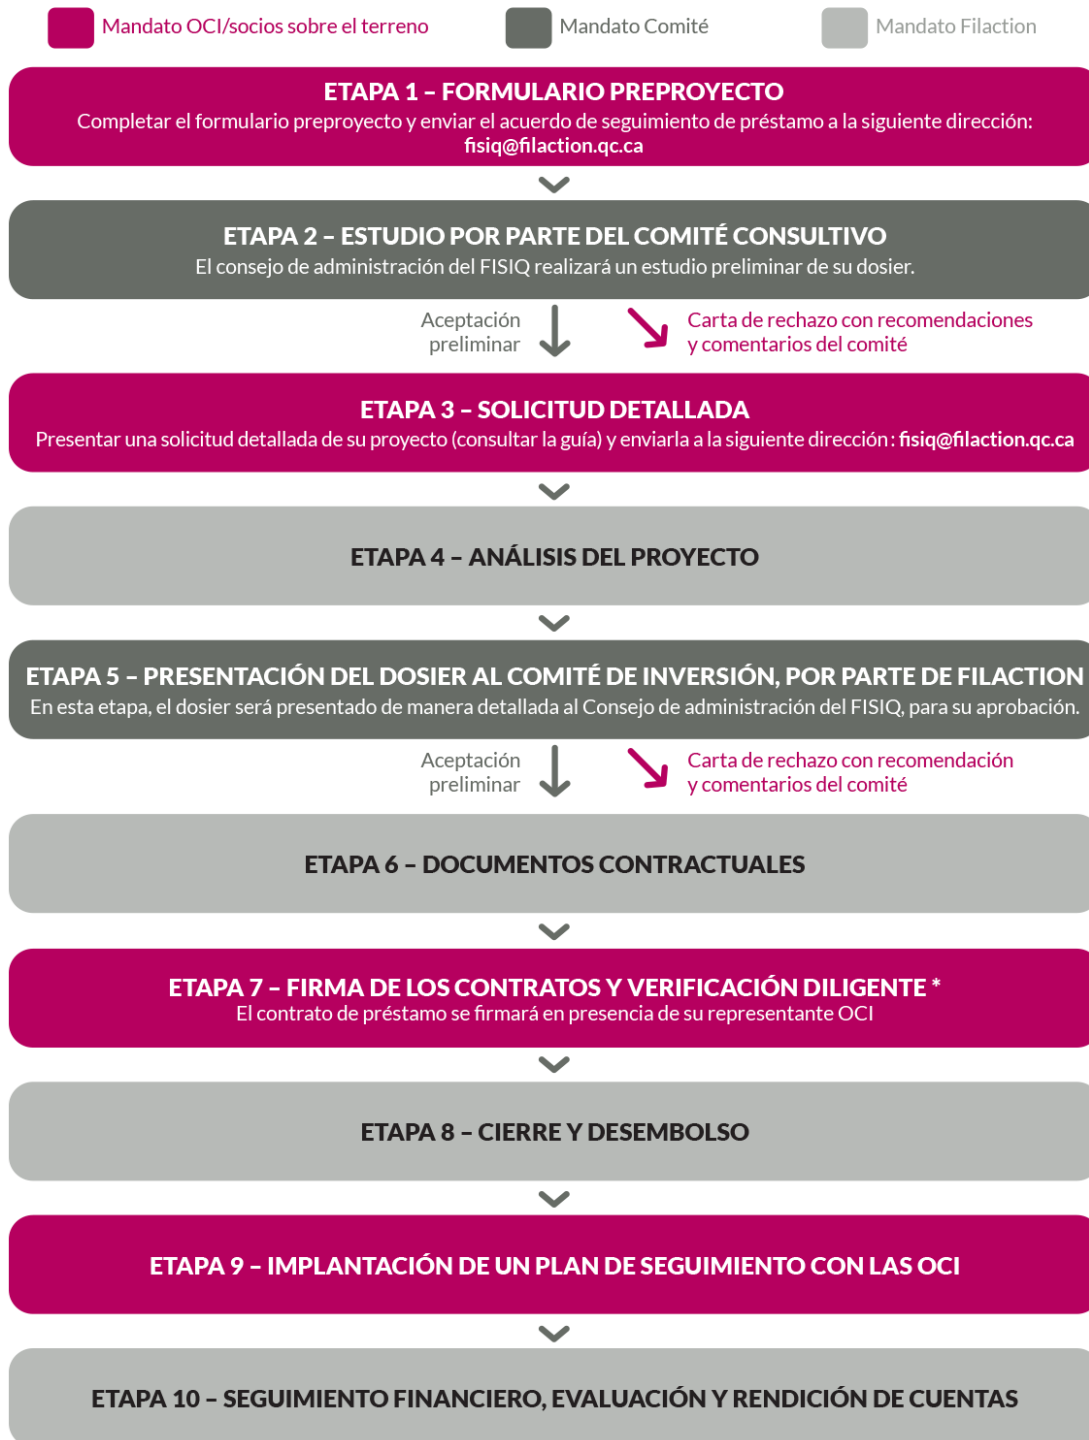 Mandato OCI/socios sobre el terreno
Mandato Comité
Mandato Filaction
ETAPA 1 – FORMULARIO PREPROYECTO
Completar el formulario preproyecto y enviar el acuerdo de seguimiento de préstamo a la siguiente dirección:
fisiq@filaction.qc.ca
ETAPA 2 – ESTUDIO POR PARTE DEL COMITÉ CONSULTIVO
El consejo de administración del FISIQ realizará un estudio preliminar de su dosier.
Aceptación
preliminar
Carta de rechazo con recomendaciones
y comentarios del comité
ETAPA 3 – SOLICITUD DETALLADA
Presentar una solicitud detallada de su proyecto (consultar la guía) y enviarla a la siguiente dirección: fisiq@filaction.qc.ca
ETAPA 4 – ANÁLISIS DEL PROYECTO
ETAPA 5 – PRESENTACIÓN DEL DOSIER AL COMITÉ DE INVERSIÓN, POR PARTE DE FILACTION
En esta etapa, el dosier será presentado de manera detallada al Consejo de administración del FISIQ, para su aprobación.
Aceptación
preliminar
Carta de rechazo con recomendación
y comentarios del comité
ETAPA 6 – DOCUMENTOS CONTRACTUALES
ETAPA 7 – FIRMA DE LOS CONTRATOS Y VERIFICACIÓN DILIGENTE *
El contrato de préstamo se firmará en presencia de su representante OCI
ETAPA 8 – CIERRE Y DESEMBOLSO
ETAPA 9 – IMPLANTACIÓN DE UN PLAN DE SEGUIMIENTO CON LAS OCI
ETAPA 10 – SEGUIMIENTO FINANCIERO, EVALUACIÓN Y RENDICIÓN DE CUENTAS